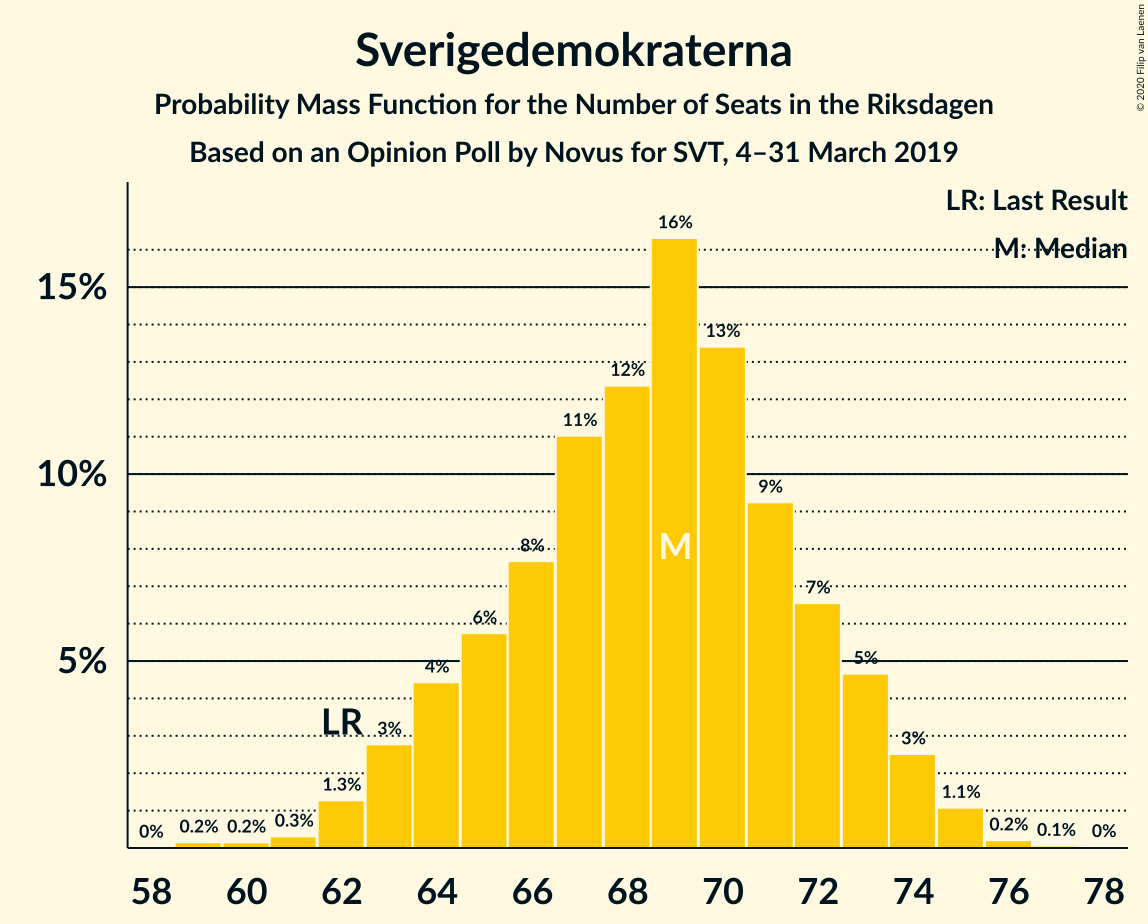 Sverigedemokraterna
Probability Mass Function for the Number of Seats in the Riksdagen
Based on an Opinion Poll by Novus for SVT, 4–31 March 2019
© 2020 Filip van Laenen
LR: Last Result
M: Median
15%
10%
5%
0%
0.2%
0.2%
0.3%
1.3%
LR
3%
4%
6%
8%
11%
12%
16%
M
13%
9%
7%
5%
3%
1.1%
0.2%
0.1%
0%
58 60 62 64 66 68 70 72 74 76 78